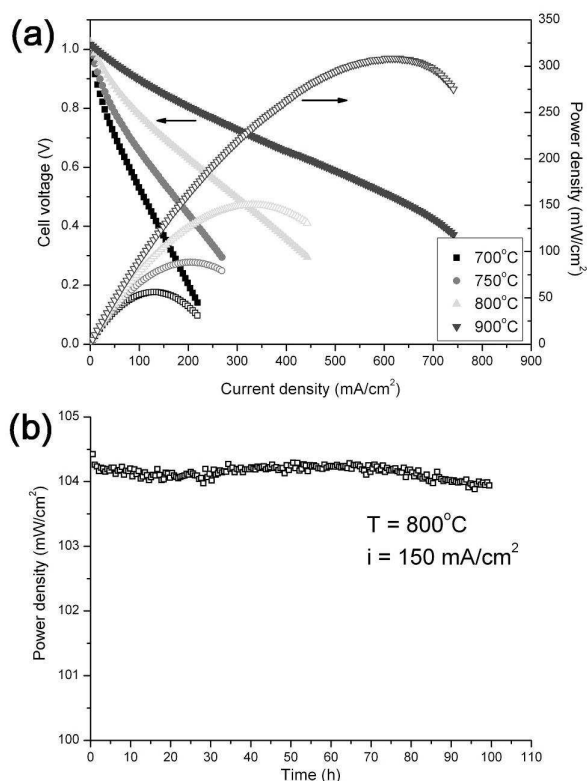 (a)
1.0
0.8
0.6
0.4
0.2
0.0
Cell voltage (V)
350
300
250
200
150
100
50
0
Power density (mW/cm²)
700°C
750°C
800°C
900°C
0 100 200 300 400 500 600 700 800 900
Current density (mA/cm²)
(b)
105
104
103
102
101
100
Power density (mW/cm²)
T = 800°C
i = 150 mA/cm²
0 10 20 30 40 50 60 70 80 90 100 110
Time (h)